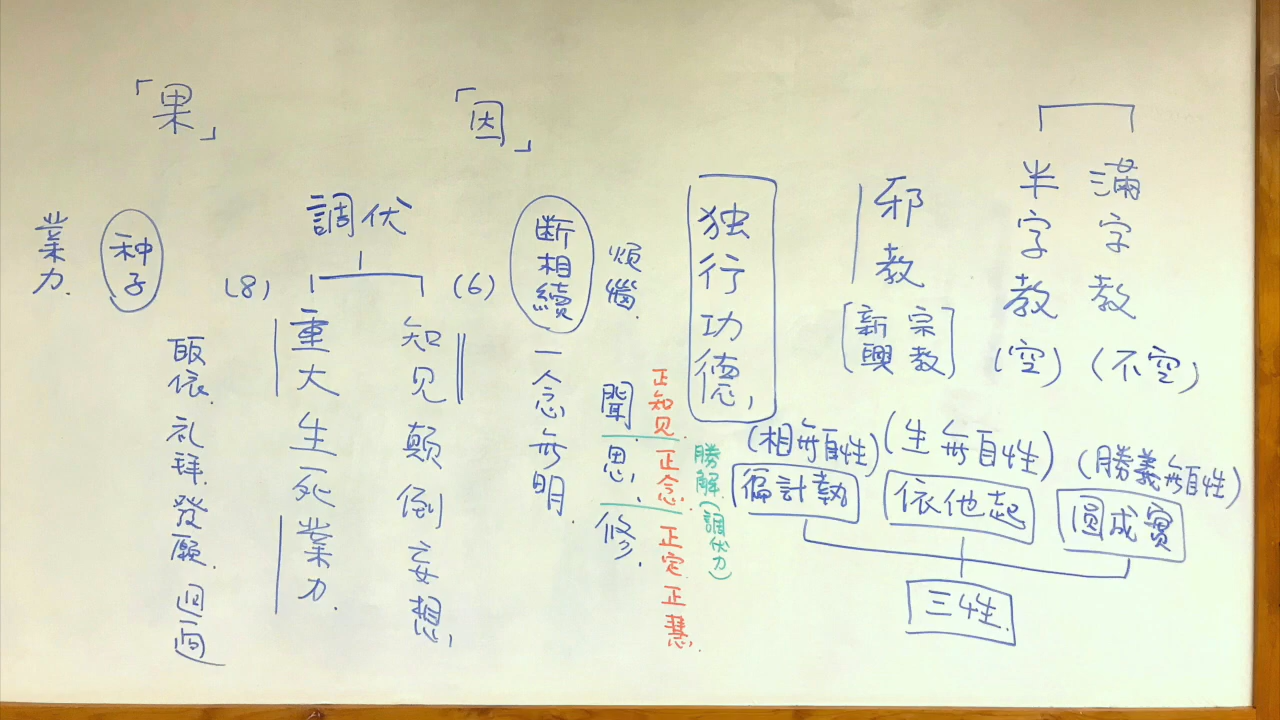 滿字教
(不空)
半字教
(空)
邪教
[宗教
新興]
(相無自性)
(生無自性)
(勝義無自性)
徧計執
依他起
圓成實
三性.
独行功德,
勝解(調伏力)
正知見.正念.正定.正慧.
聞.思.修.
煩惱.
「因」
断相續
一念無明.
(6)
調伏
知見顛倒妄想,
重大生死業力.
(8)
「果」
种子
皈依.礼拜.發願.回向
業力.